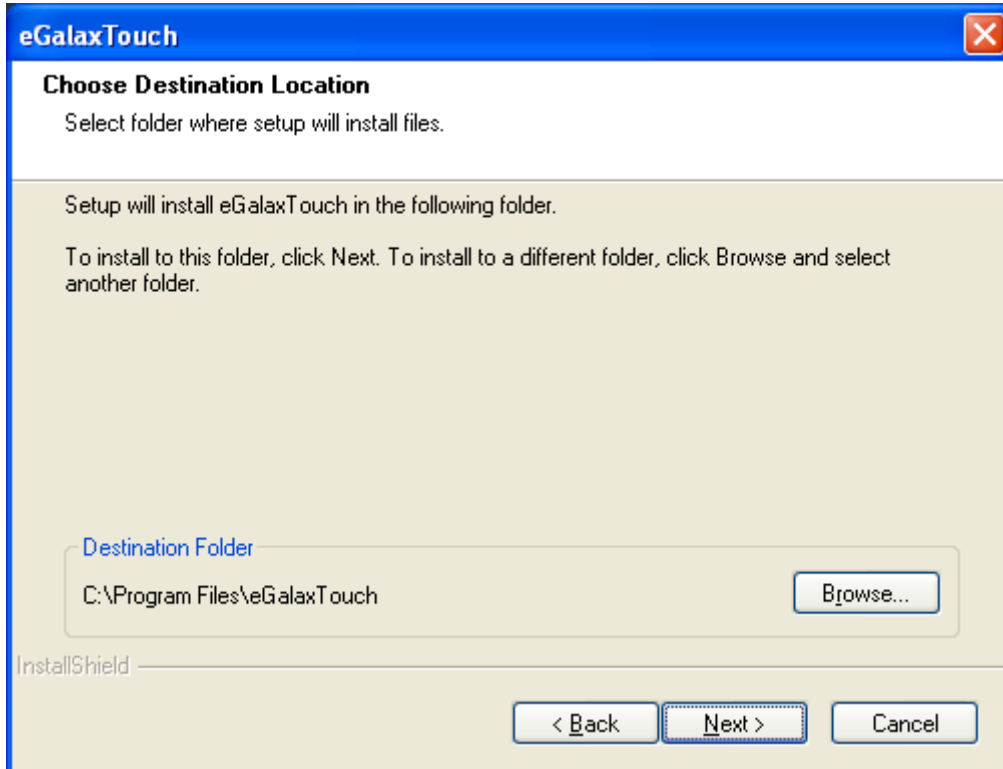 eGalaxTouch
Choose Destination Location
Select folder where setup will install files.
Setup will install eGalaxTouch in the following folder.
To install to this folder, click Next. To install to a different folder, click Browse and select
another folder.
Destination Folder
C:\Program Files\eGalaxTouch
Browse...
InstallShield
< Back
Next >
Cancel